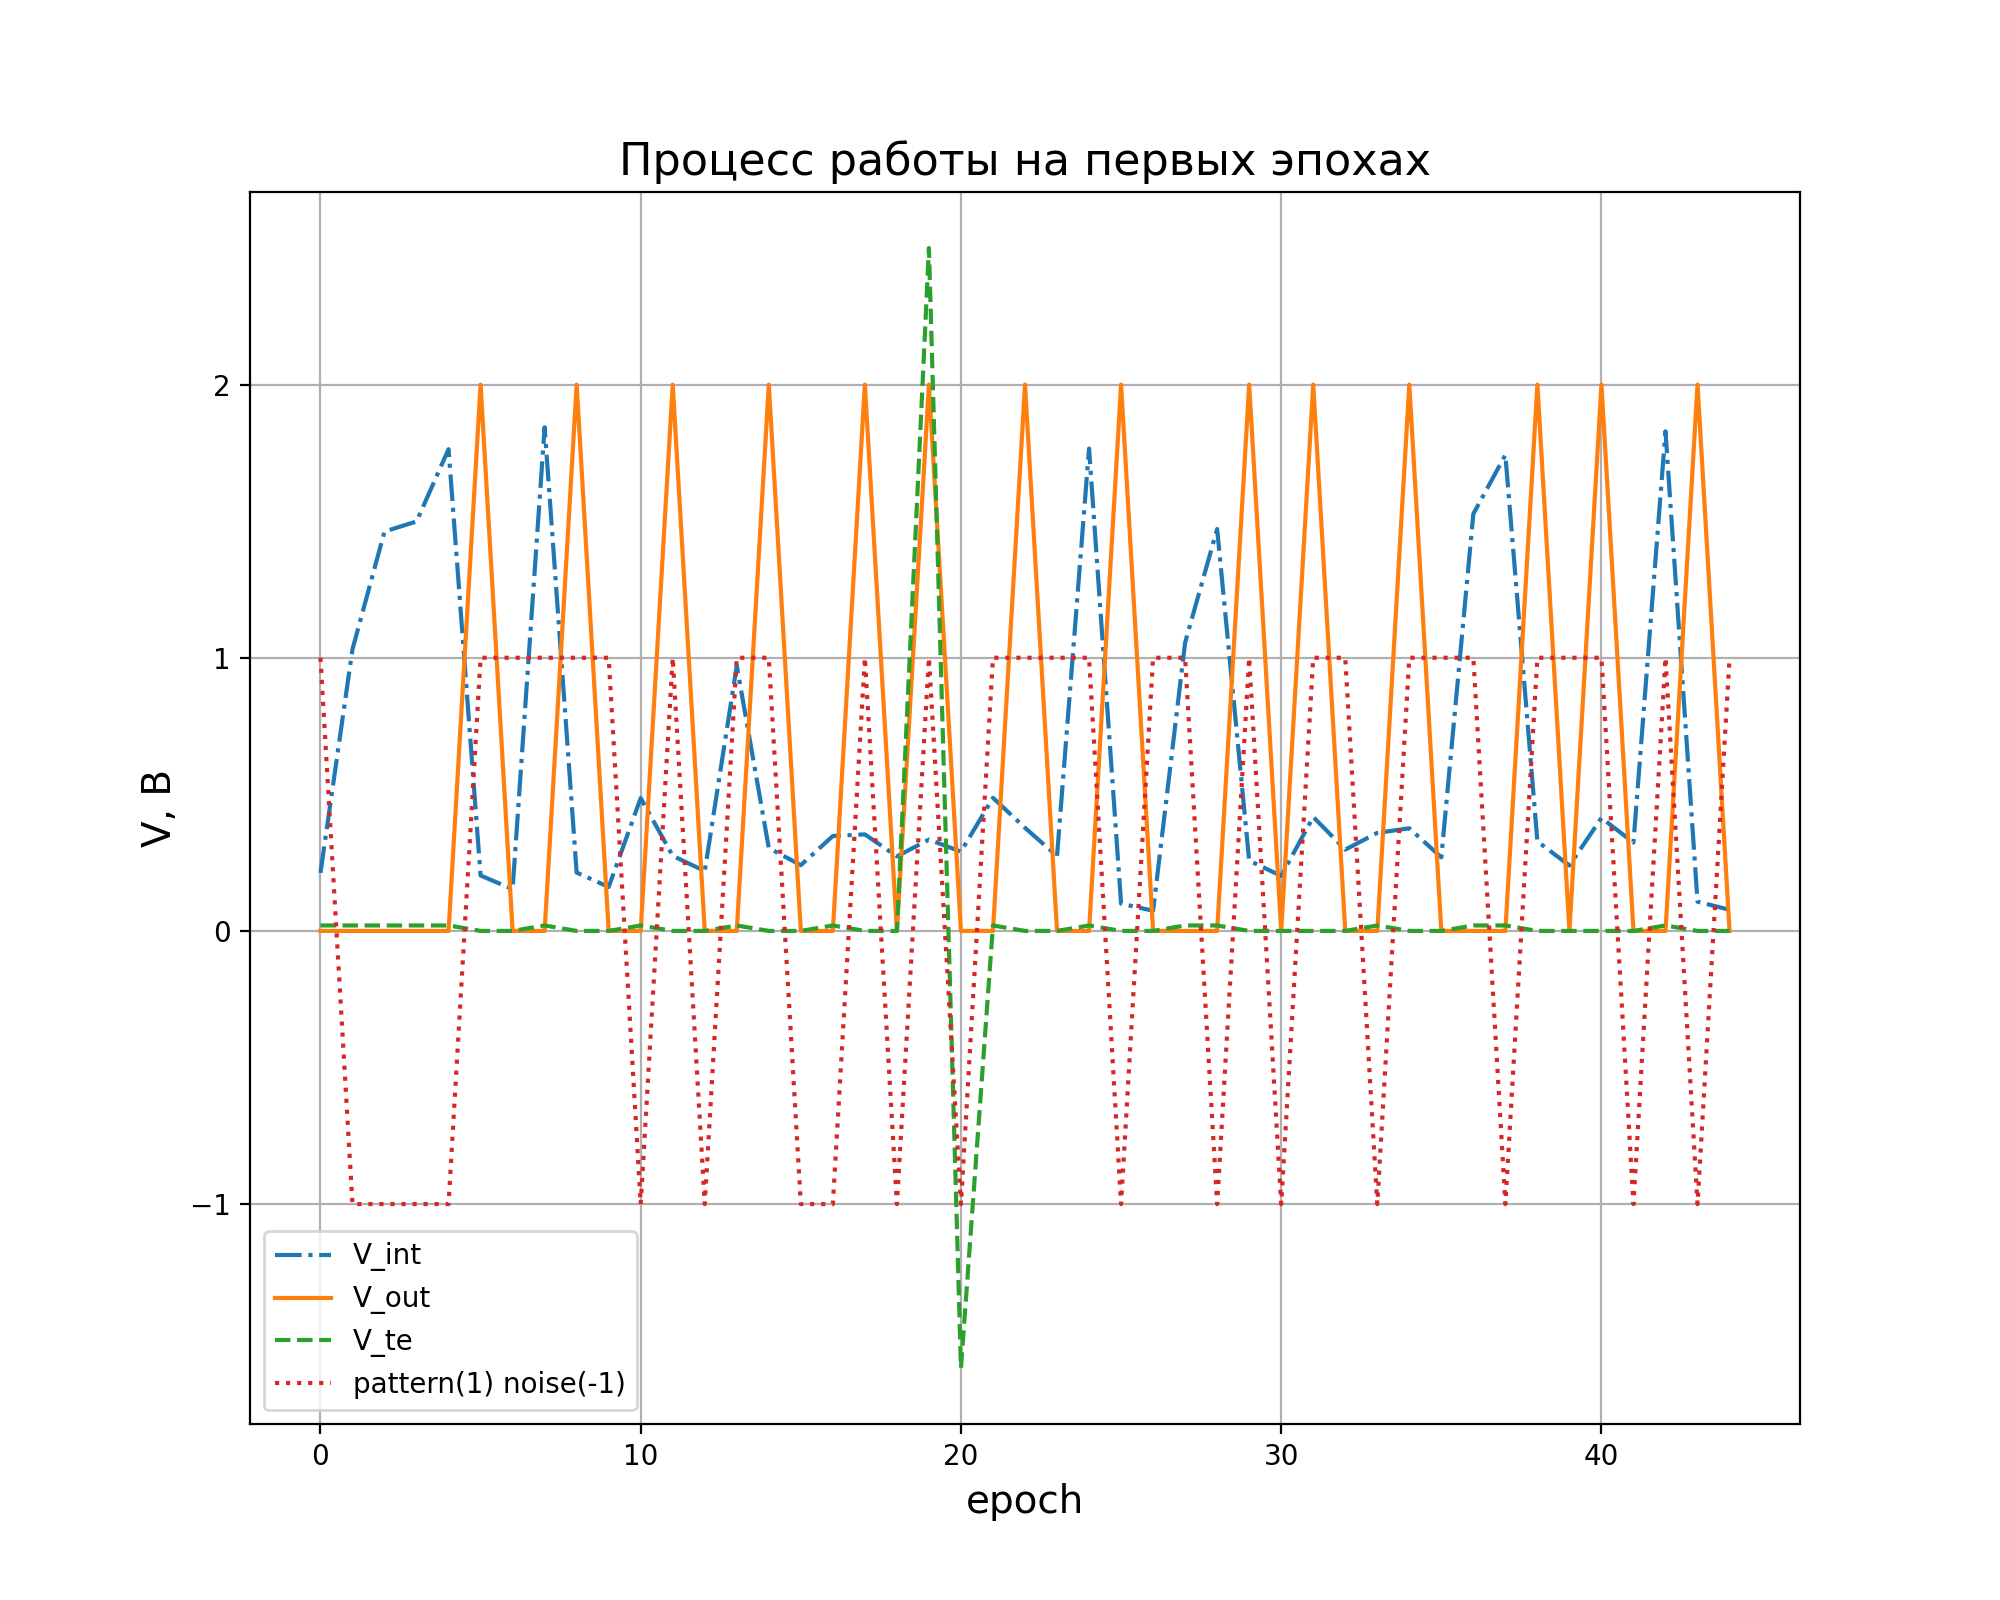 Процесс работы на первых эпохах
V, В
2
1
0
−1
V_int
V_out
V_te
pattern(1) noise(-1)
0 10 20 30 40
epoch